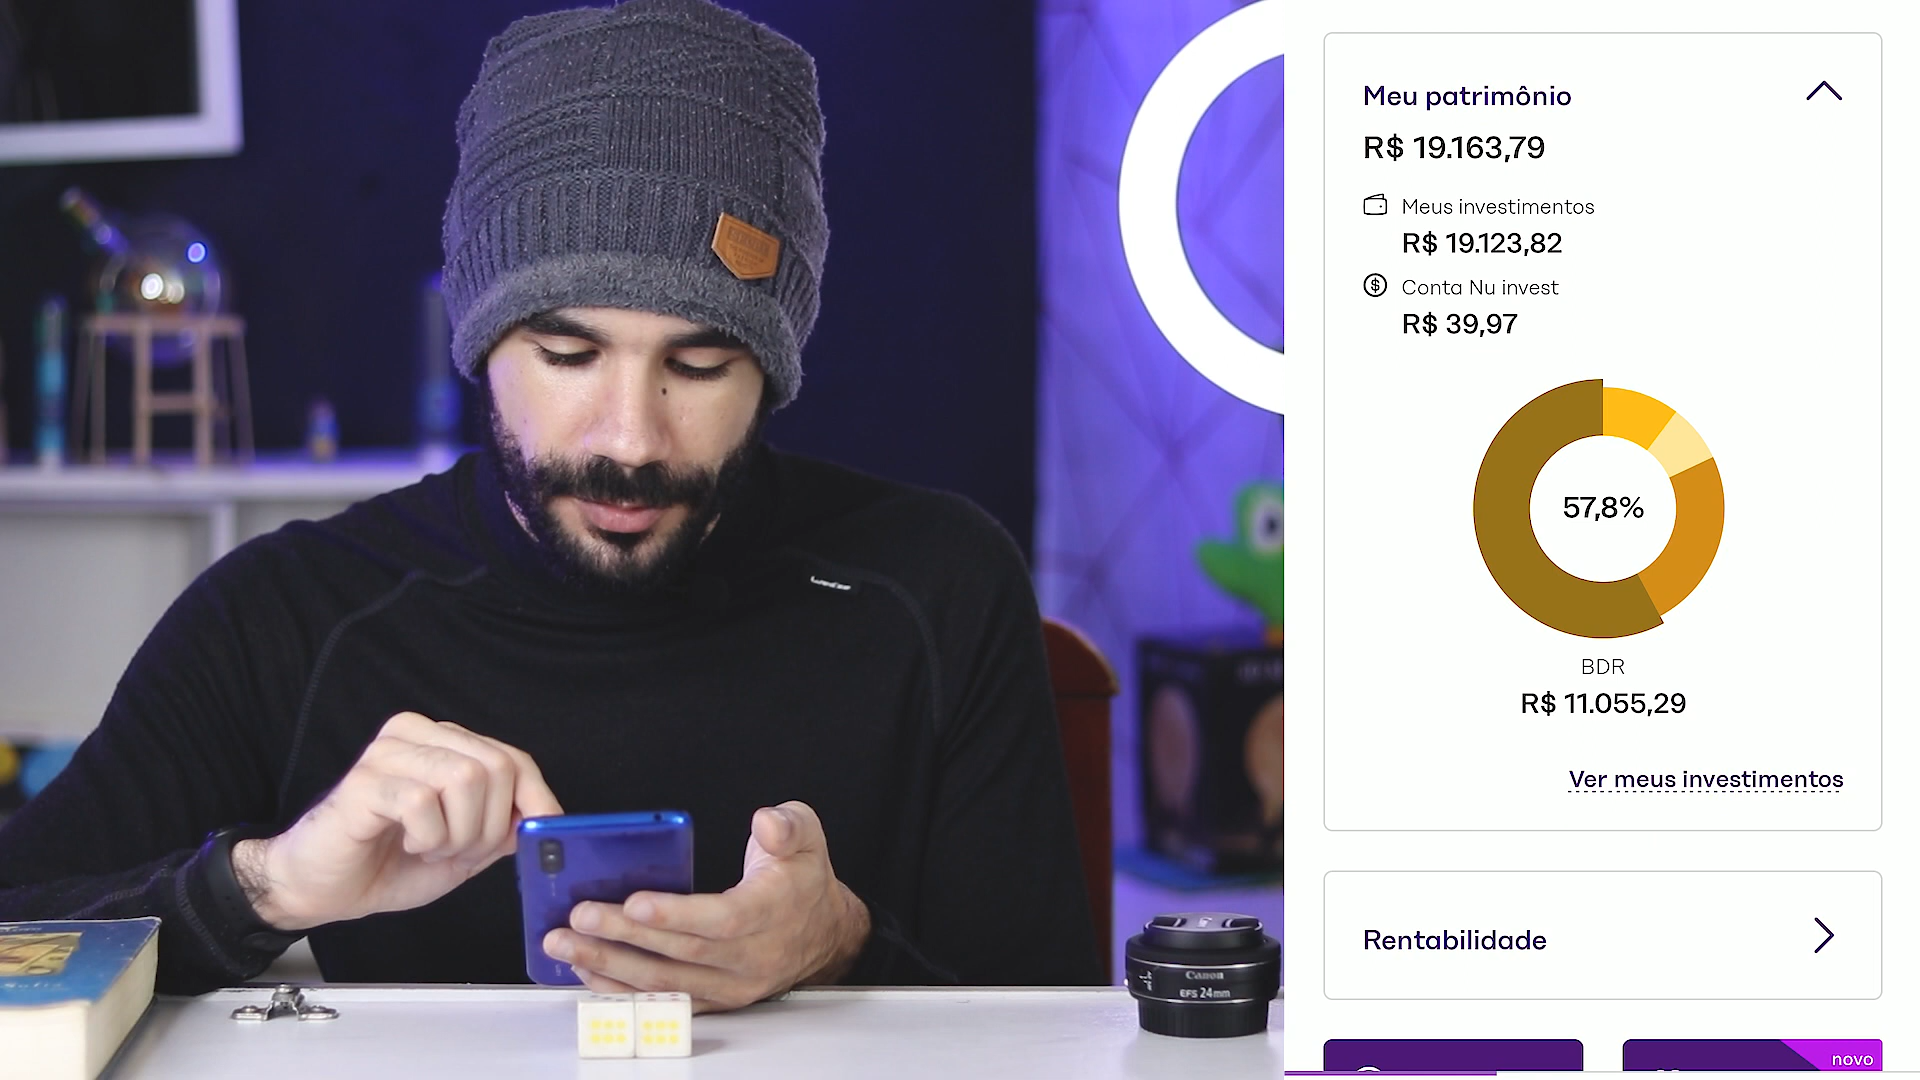 Meu patrimônio
R$ 19.163,79
Meus investimentos
R$ 19.123,82
Conta Nu invest
R$ 39,97
57,8%
BDR
R$ 11.055,29
Ver meus investimentos
Rentabilidade
novo
Canon
EFS 24mm